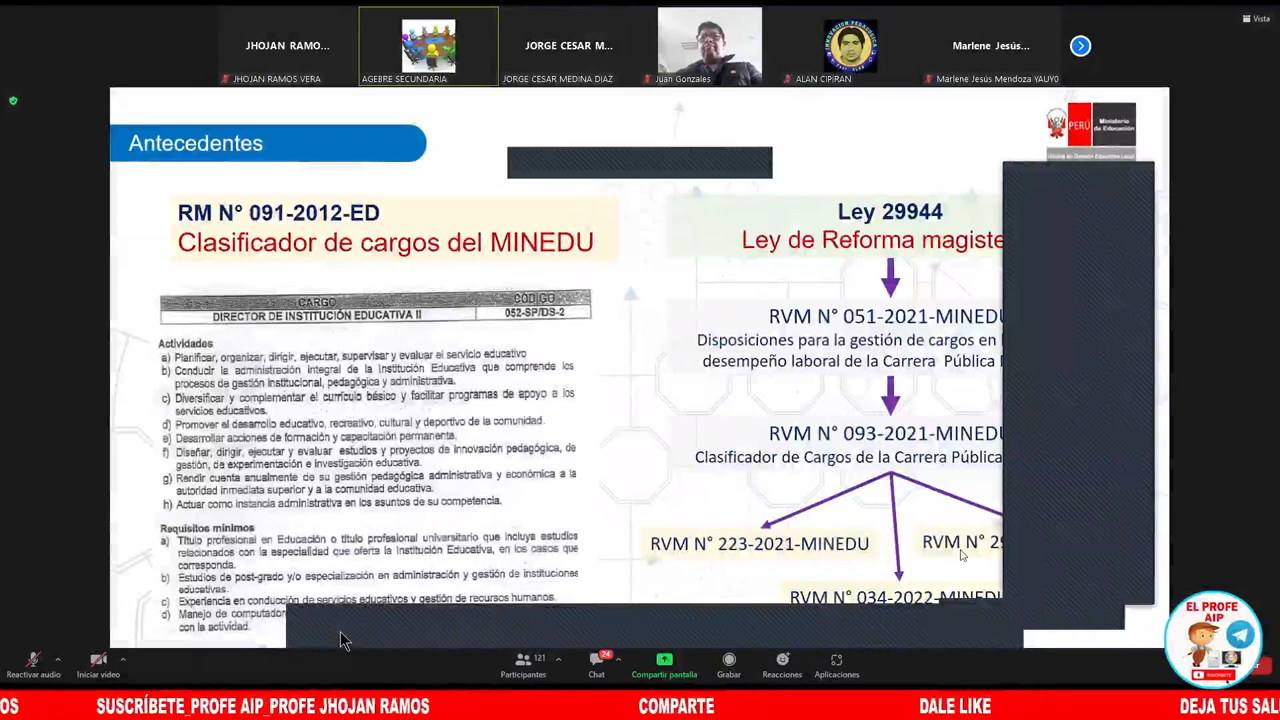 Vista
JHOJAN RAMO...
JORGE CESAR M...
Marlene Jesús...
INNOVACIÓN PEDAGÓGICA
JHOJAN RAMOS VERA
AGEBRE SECUNDARIA
JORGE CESAR MEDINA DIAZ
Juan Gonzales
ALAN CIPIRAN
Marlene Jesús Mendoza YAUYO
Antecedentes
PERÚ
Ministerio
de Educación
RM N° 091-2012-ED
Clasificador de cargos del MINEDU
CARGO
CODIGO
DIRECTOR DE INSTITUCIÓN EDUCATIVA II
052-SP/DS-2
Actividades
a) Planificar, organizar, dirigir, ejecutar, supervisar y evaluar el servicio educativo
b) Conducir la administración integral de la Institución Educativa que comprende los
procesos de gestión institucional, pedagógica y administrativa.
c) Diversificar y complementar el currículo básico y facilitar programas de apoyo a los
servicios educativos.
d) Promover el desarrollo educativo, recreativo, cultural y deportivo de la comunidad.
e) Desarrollar acciones de formación y capacitación permanente.
f) Diseñar, dirigir, ejecutar y evaluar estudios y proyectos de innovación pedagógica, de
gestión, de experimentación e investigación educativa.
g) Rendir cuenta anualmente de su gestión pedagógica administrativa y económica a la
autoridad inmediata superior y a la comunidad educativa.
h) Actuar como instancia administrativa en los asuntos de su competencia.
Requisitos mínimos
a) Título profesional en Educación o título profesional universitario que incluya estudios
relacionados con la especialidad que oferta la Institución Educativa, en los casos que
corresponda.
b) Estudios de post-grado y/o especialización en administración y gestión de instituciones
educativas.
c) Experiencia en conducción de servicios educativos y gestión de recursos humanos.
d) Manejo de computador
con la actividad.
Ley 29944
Ley de Reforma magiste
RVM N° 051-2021-MINEDU
Disposiciones para la gestión de cargos en
desempeño laboral de la Carrera Pública
RVM N° 093-2021-MINEDU
Clasificador de Cargos de la Carrera Pública
RVM N° 223-2021-MINEDU
RVM N° 29
RVM N° 034-2022-MINEDU
EL PROFE
AIP
SUSCRÍBETE
Reactivar audio
Iniciar video
121
Participantes
24
Chat
Compartir pantalla
Grabar
Reacciones
Aplicaciones
OS
SUSCRÍBETE_PROFE AIP_PROFE JHOJAN RAMOS
COMPARTE
DALE LIKE
DEJA TUS SAL